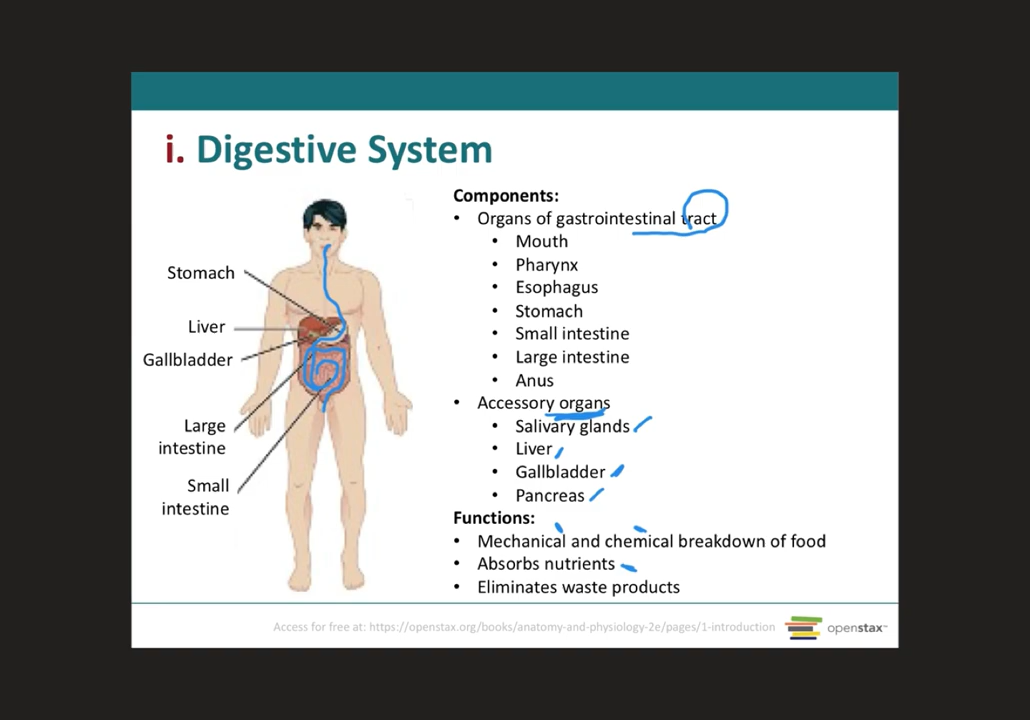 i. Digestive System
Stomach
Liver
Gallbladder
Large
intestine
Small
intestine
Components:
• Organs of gastrointestinal tract
• Mouth
• Pharynx
• Esophagus
• Stomach
• Small intestine
• Large intestine
• Anus
• Accessory organs
• Salivary glands
• Liver
• Gallbladder
• Pancreas
Functions:
• Mechanical and chemical breakdown of food
• Absorbs nutrients
• Eliminates waste products
Access for free at: https://openstax.org/books/anatomy-and-physiology-2e/pages/1-introduction
openstax™